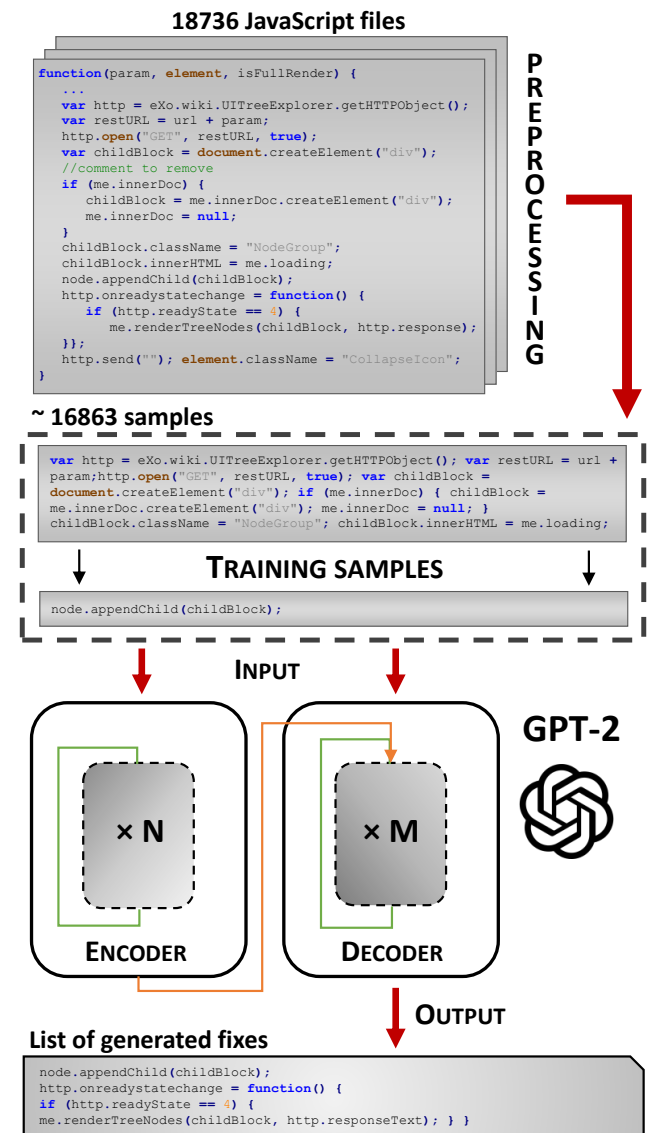 18736 JavaScript files
function(param, element, isFullRender) {
...
var http = eXo.wiki.UITreeExplorer.getHTTPObject();
var restURL = url + param;
http.open("GET", restURL, true);
var childBlock = document.createElement("div");
//comment to remove
if (me.innerDoc) {
childBlock = me.innerDoc.createElement("div");
me.innerDoc = null;
}
childBlock.className = "NodeGroup";
childBlock.innerHTML = me.loading;
node.appendChild(childBlock);
http.onreadystatechange = function() {
if (http.readyState == 4) {
me.renderTreeNodes(childBlock, http.response);
}};
http.send(""); element.className = "CollapseIcon";
}
PREPROCESSING
~ 16863 samples
var http = eXo.wiki.UITreeExplorer.getHTTPObject(); var restURL = url +
param;http.open("GET", restURL, true); var childBlock =
document.createElement("div"); if (me.innerDoc) { childBlock =
me.innerDoc.createElement("div"); me.innerDoc = null; }
childBlock.className = "NodeGroup"; childBlock.innerHTML = me.loading;
TRAINING SAMPLES
node.appendChild(childBlock);
INPUT
GPT-2
× N
× M
ENCODER
DECODER
OUTPUT
List of generated fixes
node.appendChild(childBlock);
http.onreadystatechange = function() {
if (http.readyState == 4) {
me.renderTreeNodes(childBlock, http.responseText); } }